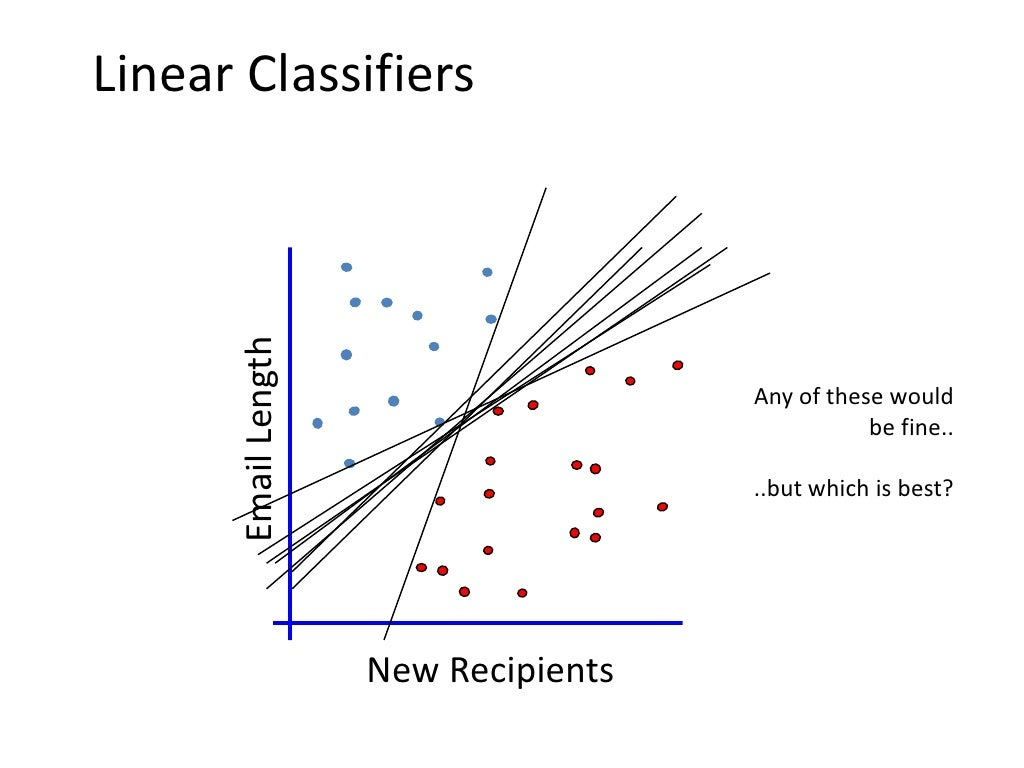 Linear Classifiers
Email Length
Any of these would
be fine..
..but which is best?
New Recipients